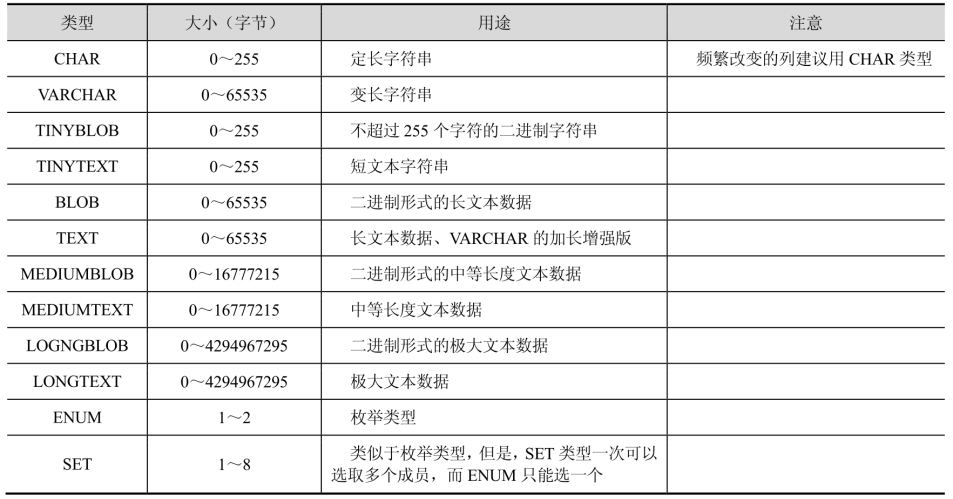 类型 大小（字节） 用途 注意
CHAR 0～255 定长字符串 频繁改变的列建议用 CHAR 类型
VARCHAR 0～65535 变长字符串
TINYBLOB 0～255 不超过 255 个字符的二进制字符串
TINYTEXT 0～255 短文本字符串
BLOB 0～65535 二进制形式的长文本数据
TEXT 0～65535 长文本数据、VARCHAR 的加长增强版
MEDIUMBLOB 0～16777215 二进制形式的中等长度文本数据
MEDIUMTEXT 0～16777215 中等长度文本数据
LOGNGBLOB 0～4294967295 二进制形式的极大文本数据
LONGTEXT 0～4294967295 极大文本数据
ENUM 1～2 枚举类型
SET 1～8 类似于枚举类型，但是，SET 类型一次可以
选取多个成员，而 ENUM 只能选一个